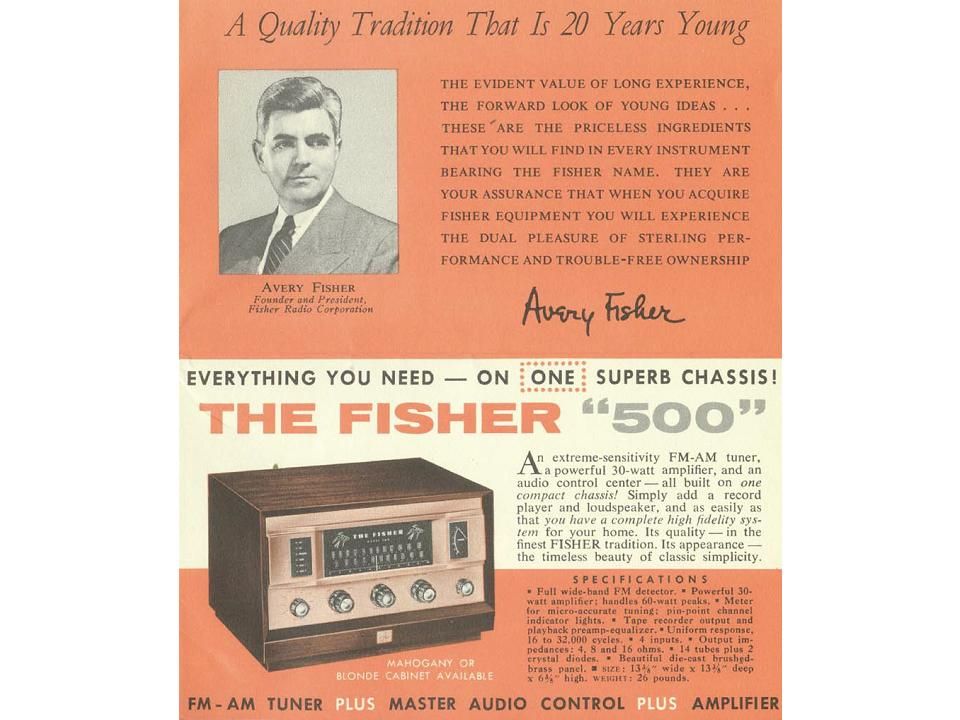 A Quality Tradition That Is 20 Years Young
THE EVIDENT VALUE OF LONG EXPERIENCE,
THE FORWARD LOOK OF YOUNG IDEAS . . .
THESE ARE THE PRICELESS INGREDIENTS
THAT YOU WILL FIND IN EVERY INSTRUMENT
BEARING THE FISHER NAME. THEY ARE
YOUR ASSURANCE THAT WHEN YOU ACQUIRE
FISHER EQUIPMENT YOU WILL EXPERIENCE
THE DUAL PLEASURE OF STERLING PER-
FORMANCE AND TROUBLE-FREE OWNERSHIP
AVERY FISHER
Founder and President,
Fisher Radio Corporation
Avery Fisher
EVERYTHING YOU NEED — ON ONE SUPERB CHASSIS!
THE FISHER "500"
An extreme-sensitivity FM-AM tuner,
a powerful 30-watt amplifier, and an
audio control center — all built on one
compact chassis! Simply add a record
player and loudspeaker, and as easily as
that you have a complete high fidelity sys-
tem for your home. Its quality — in the
finest FISHER tradition. Its appearance —
the timeless beauty of classic simplicity.
THE FISHER
SPECIFICATIONS
▪ Full wide-band FM detector. ▪ Powerful 30-
watt amplifier; handles 60-watt peaks. ▪ Meter
for micro-accurate tuning; pin-point channel
indicator lights. ▪ Tape recorder output and
playback preamp-equalizer. ▪ Uniform response,
16 to 32,000 cycles. ▪ 4 inputs. ▪ Output im-
pedances: 4, 8 and 16 ohms. ▪ 14 tubes plus 2
crystal diodes. ▪ Beautiful die-cast brushed-
brass panel. ▪ SIZE: 13⅜" wide x 13⅜" deep
x 6⅝" high. WEIGHT: 26 pounds.
MAHOGANY OR
BLONDE CABINET AVAILABLE
FM-AM TUNER PLUS MASTER AUDIO CONTROL PLUS AMPLIFIER